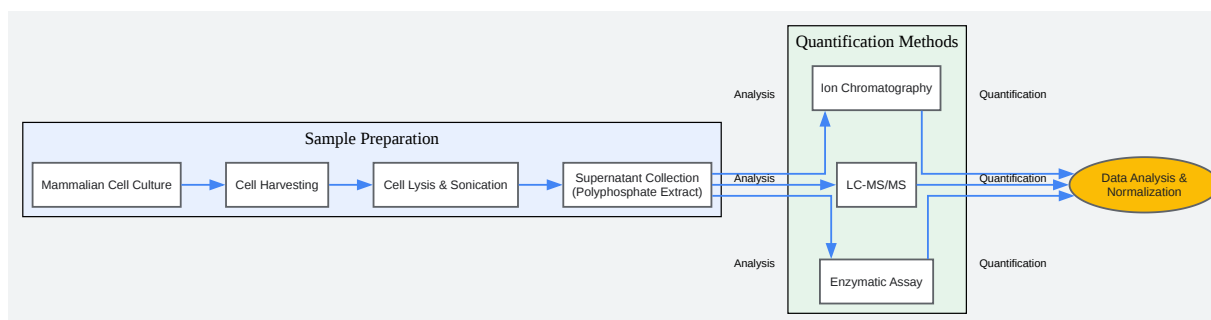 Sample Preparation
Mammalian Cell Culture
Cell Harvesting
Cell Lysis & Sonication
Supernatant Collection
(Polyphosphate Extract)
Analysis
Analysis
Analysis
Quantification Methods
Ion Chromatography
LC-MS/MS
Enzymatic Assay
Quantification
Quantification
Quantification
Data Analysis &
Normalization